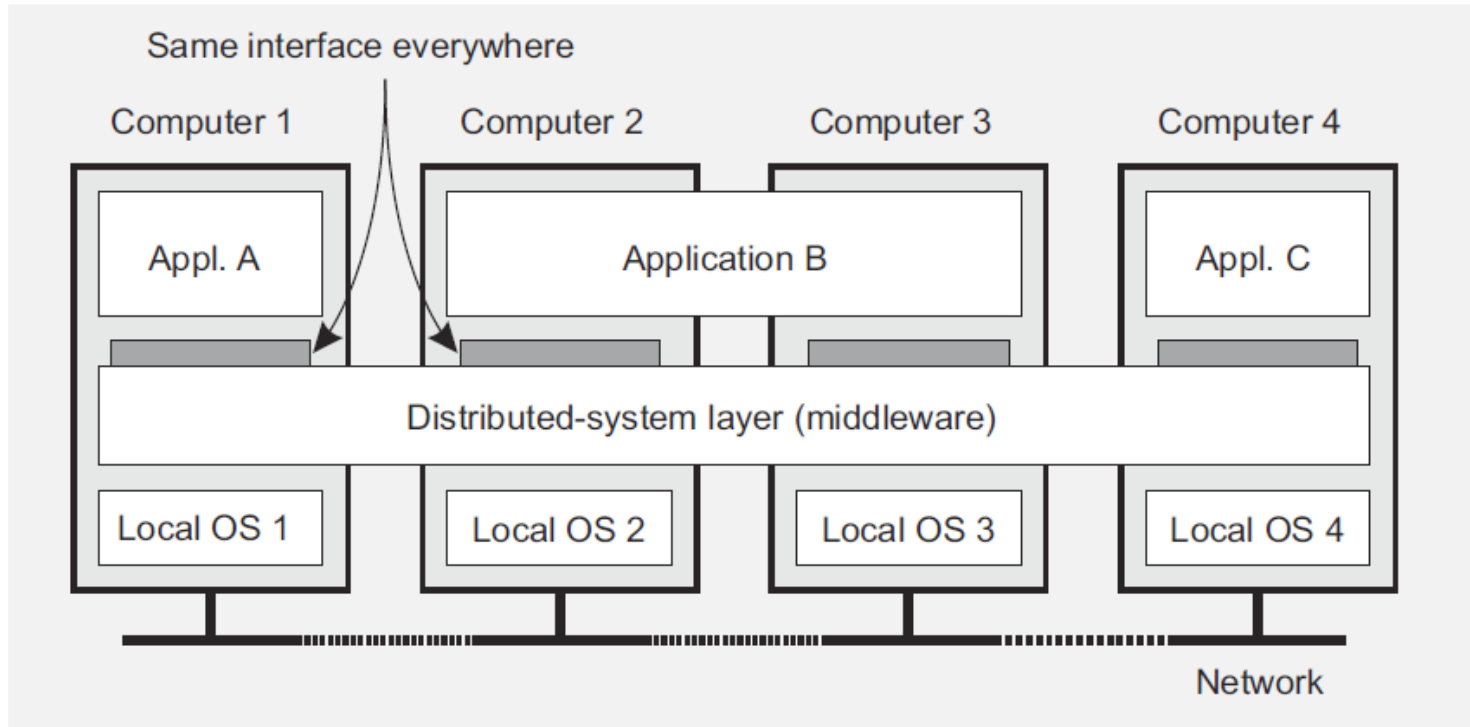 Same interface everywhere
Computer 1
Computer 2
Computer 3
Computer 4
Appl. A
Application B
Appl. C
Distributed-system layer (middleware)
Local OS 1
Local OS 2
Local OS 3
Local OS 4
Network